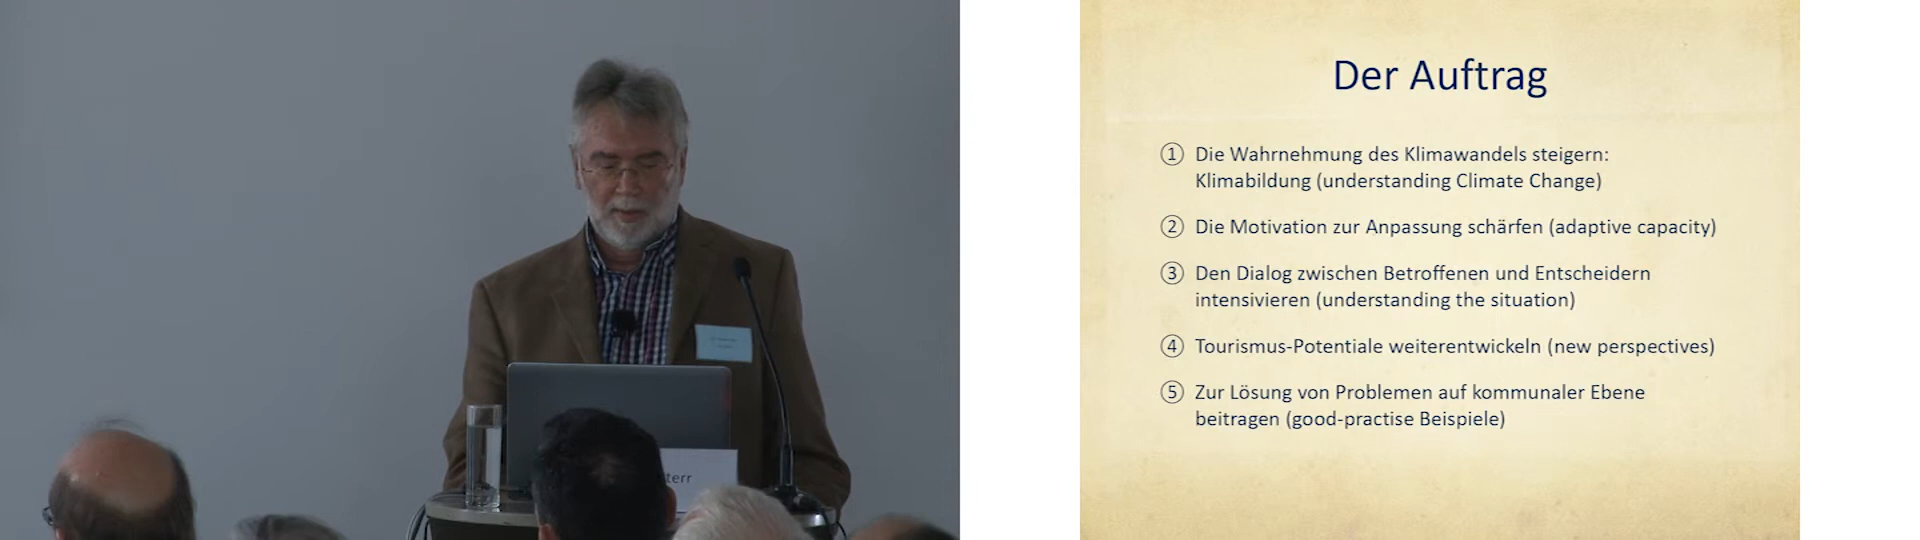 terr
Der Auftrag
① Die Wahrnehmung des Klimawandels steigern:
Klimabildung (understanding Climate Change)
② Die Motivation zur Anpassung schärfen (adaptive capacity)
③ Den Dialog zwischen Betroffenen und Entscheidern
intensivieren (understanding the situation)
④ Tourismus-Potentiale weiterentwickeln (new perspectives)
⑤ Zur Lösung von Problemen auf kommunaler Ebene
beitragen (good-practise Beispiele)